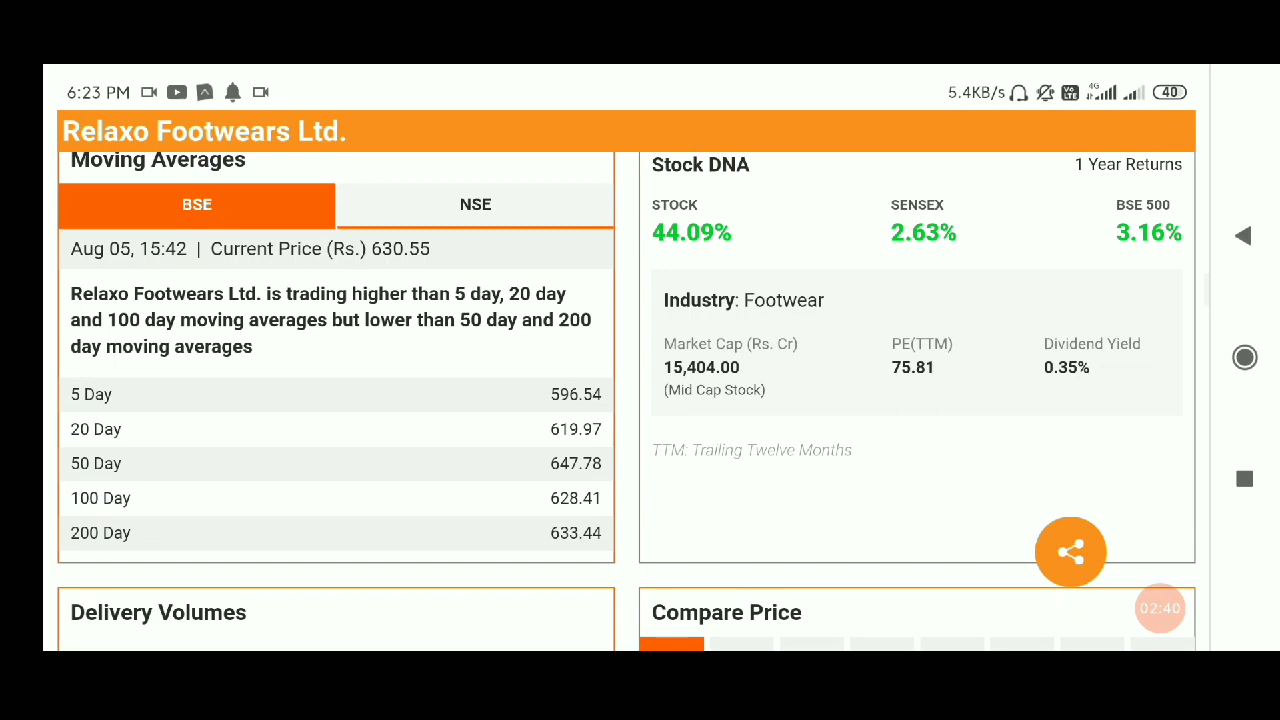 6:23 PM
5.4KB/s 4G Vo LTE 40
Relaxo Footwears Ltd.
Moving Averages
BSE NSE
Aug 05, 15:42 | Current Price (Rs.) 630.55
Relaxo Footwears Ltd. is trading higher than 5 day, 20 day
and 100 day moving averages but lower than 50 day and 200
day moving averages
5 Day 596.54
20 Day 619.97
50 Day 647.78
100 Day 628.41
200 Day 633.44
Stock DNA 1 Year Returns
STOCK SENSEX BSE 500
44.09% 2.63% 3.16%
Industry: Footwear
Market Cap (Rs. Cr) PE(TTM) Dividend Yield
15,404.00 75.81 0.35%
(Mid Cap Stock)
TTM: Trailing Twelve Months
Delivery Volumes
Compare Price
02:40